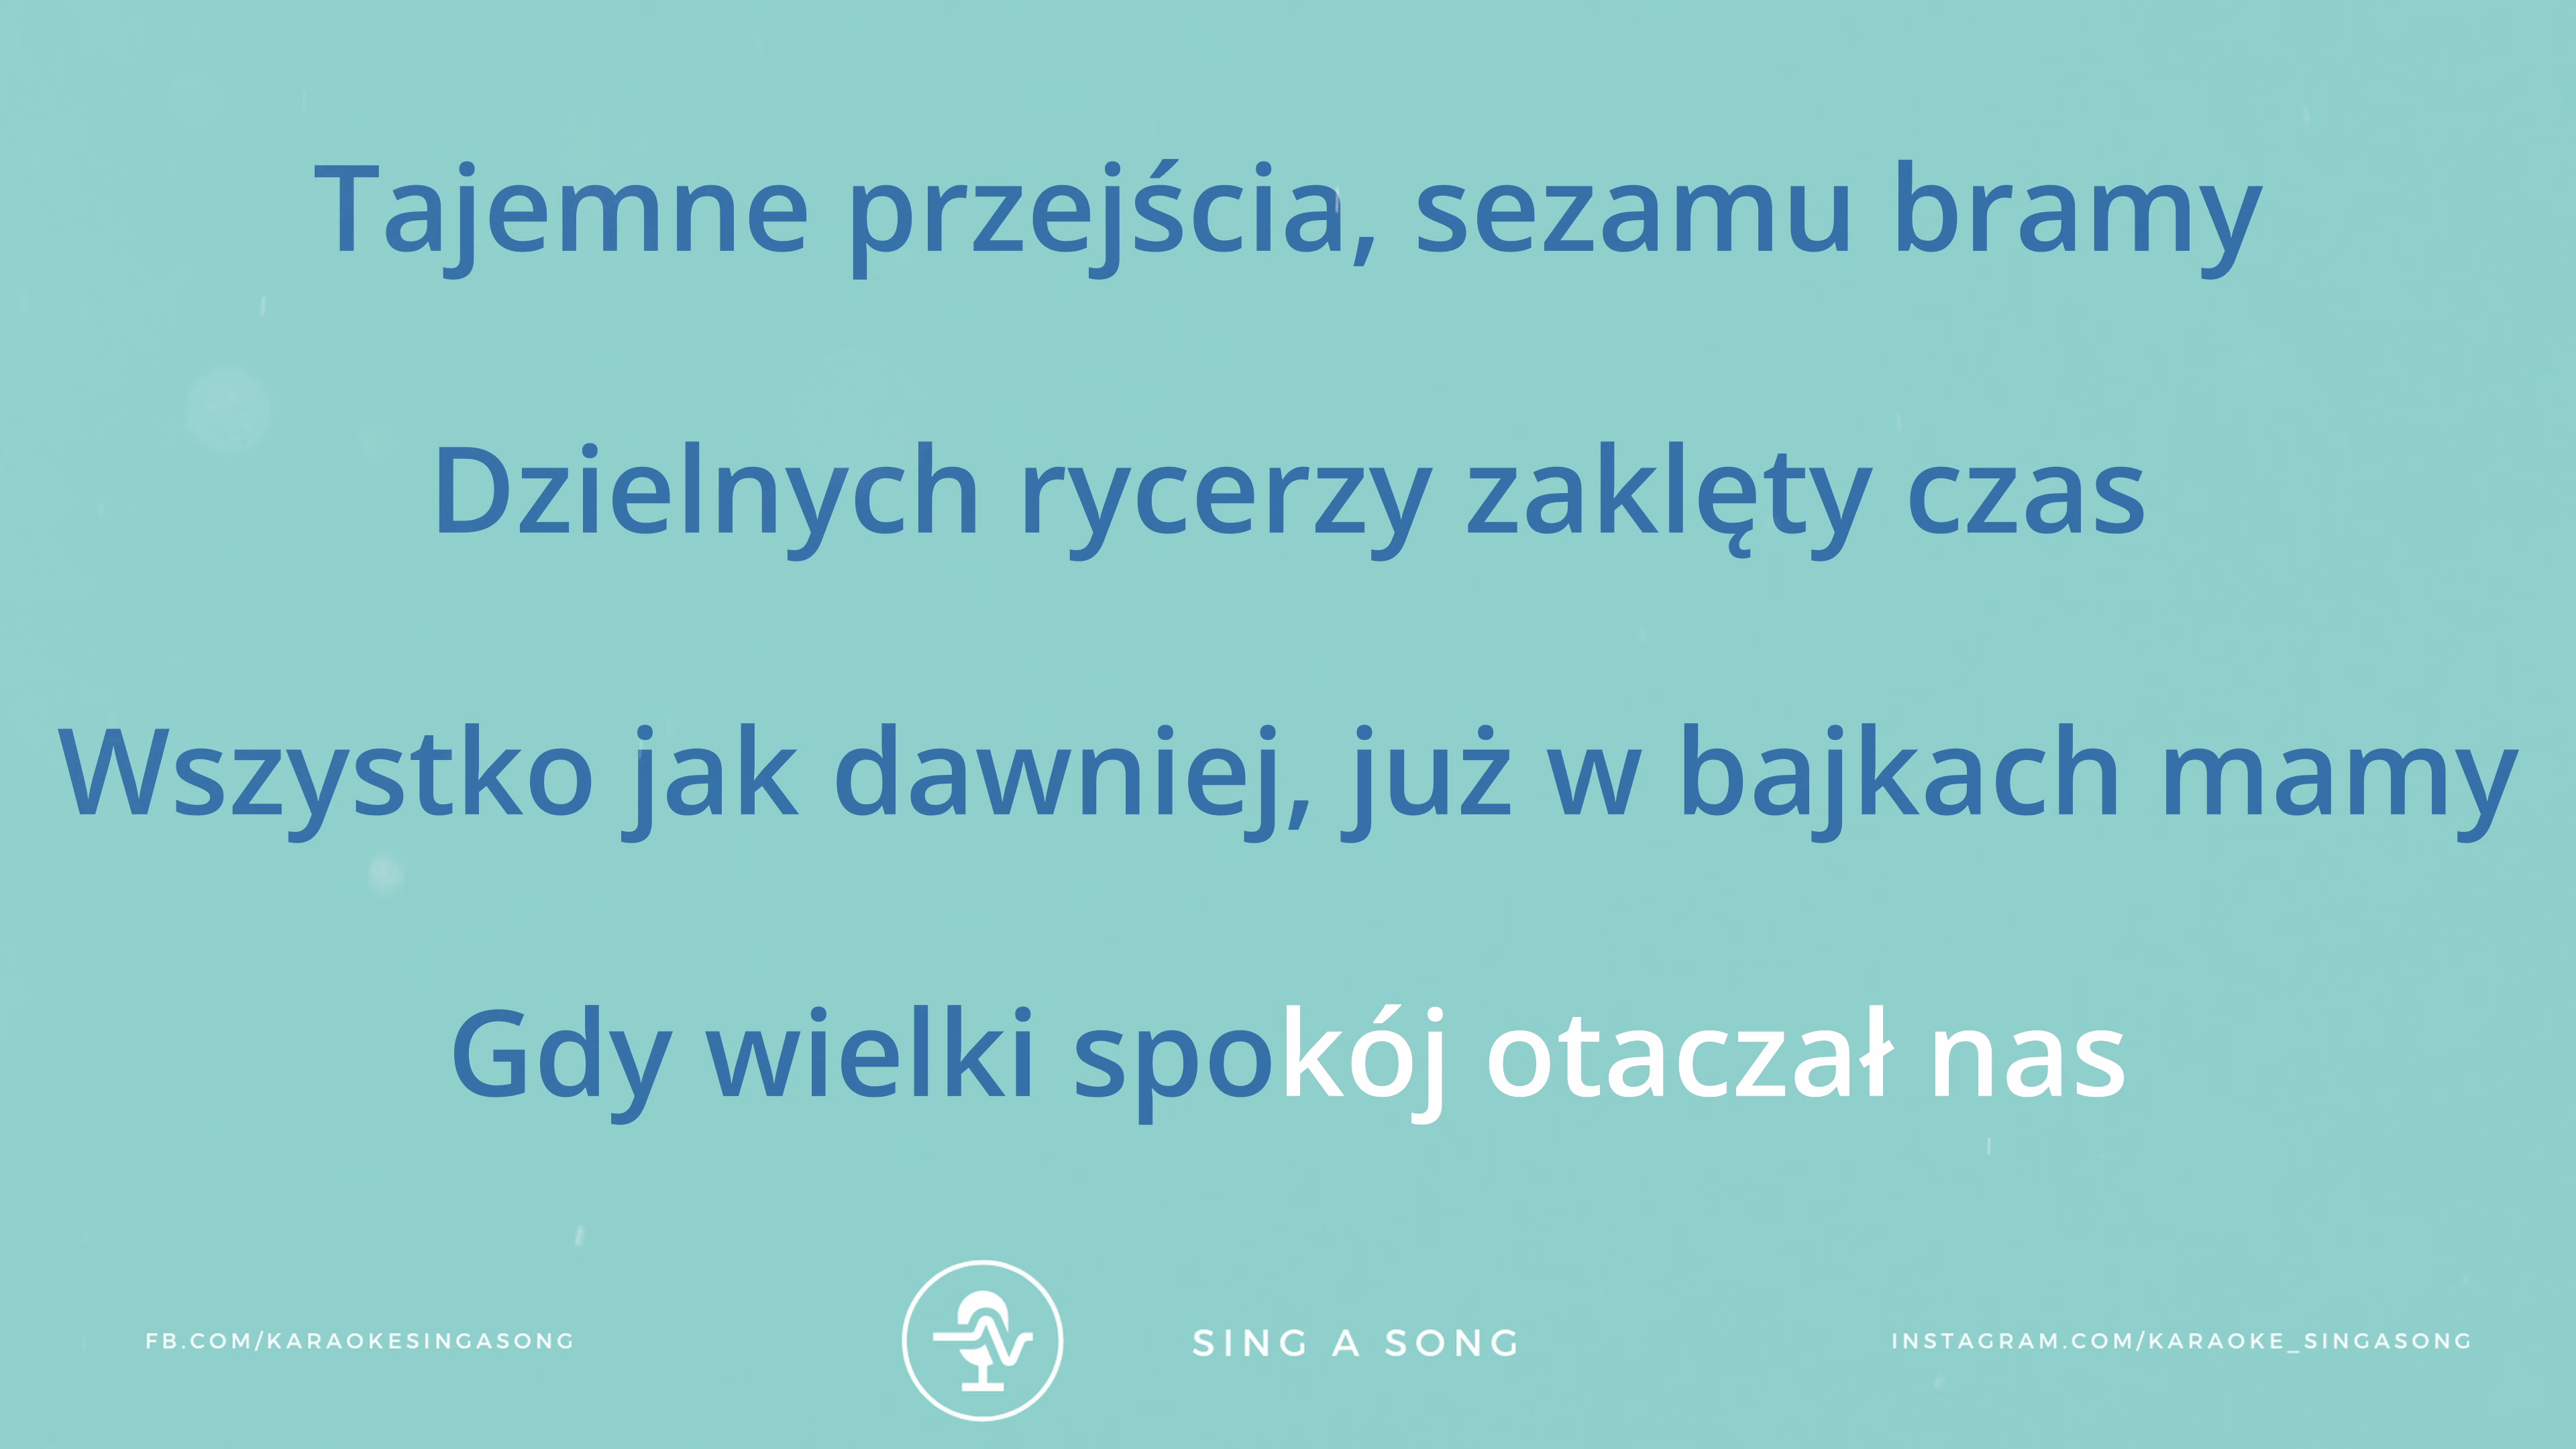 Tajemne przejścia, sezamu bramy
Dzielnych rycerzy zaklęty czas
Wszystko jak dawniej, już w bajkach mamy
Gdy wielki spokój otaczał nas
FB.COM/KARAOKESINGASONG
SING A SONG
INSTAGRAM.COM/KARAOKE_SINGASONG